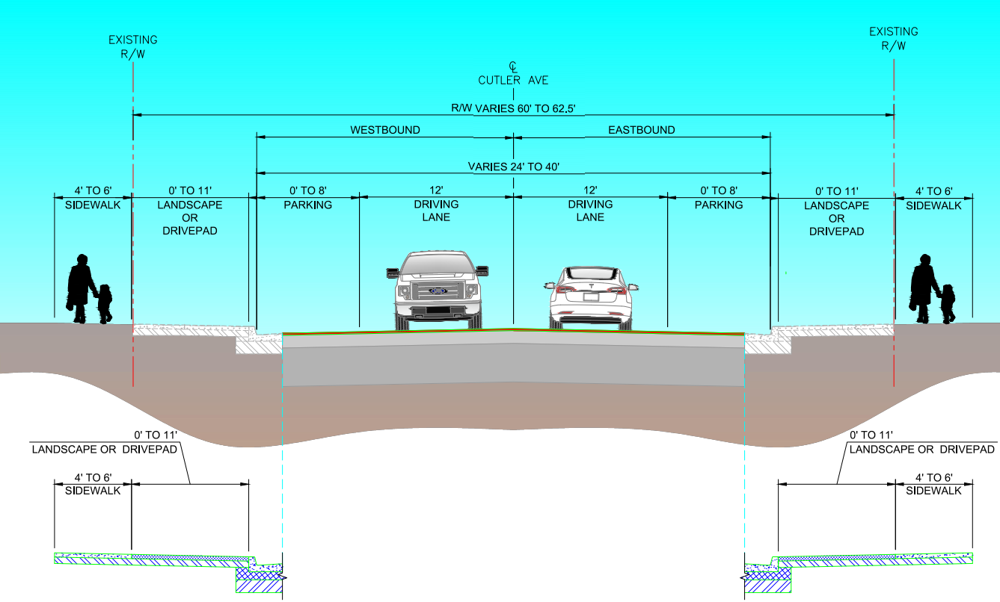 EXISTING
R/W
EXISTING
R/W
℄
CUTLER AVE
R/W VARIES 60' TO 62.5'
WESTBOUND
EASTBOUND
VARIES 24' TO 40'
4' TO 6'
SIDEWALK
0' TO 11'
LANDSCAPE
OR
DRIVEPAD
0' TO 8'
PARKING
12'
DRIVING
LANE
12'
DRIVING
LANE
0' TO 8'
PARKING
0' TO 11'
LANDSCAPE
OR
DRIVEPAD
4' TO 6'
SIDEWALK
0' TO 11'
LANDSCAPE OR DRIVEPAD
4' TO 6'
SIDEWALK
0' TO 11'
LANDSCAPE OR DRIVEPAD
4' TO 6'
SIDEWALK